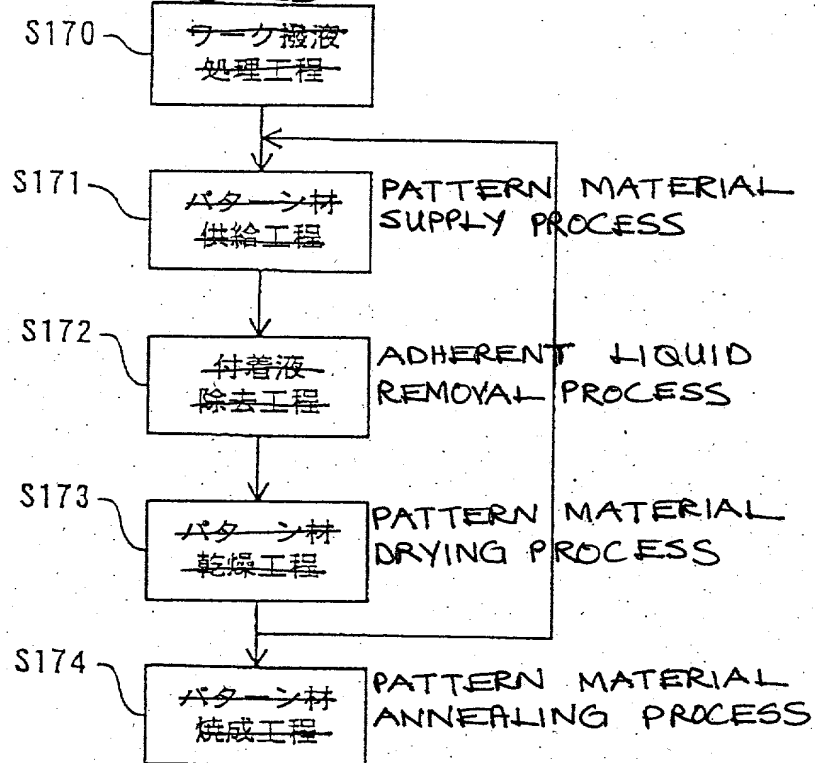 S170
ワーク撥液
処理工程
S171
パターン材
供給工程
PATTERN MATERIAL
SUPPLY PROCESS
S172
付着液
除去工程
ADHERENT LIQUID
REMOVAL PROCESS
S173
パターン材
乾燥工程
PATTERN MATERIAL
DRYING PROCESS
S174
パターン材
焼成工程
PATTERN MATERIAL
ANNEALING PROCESS